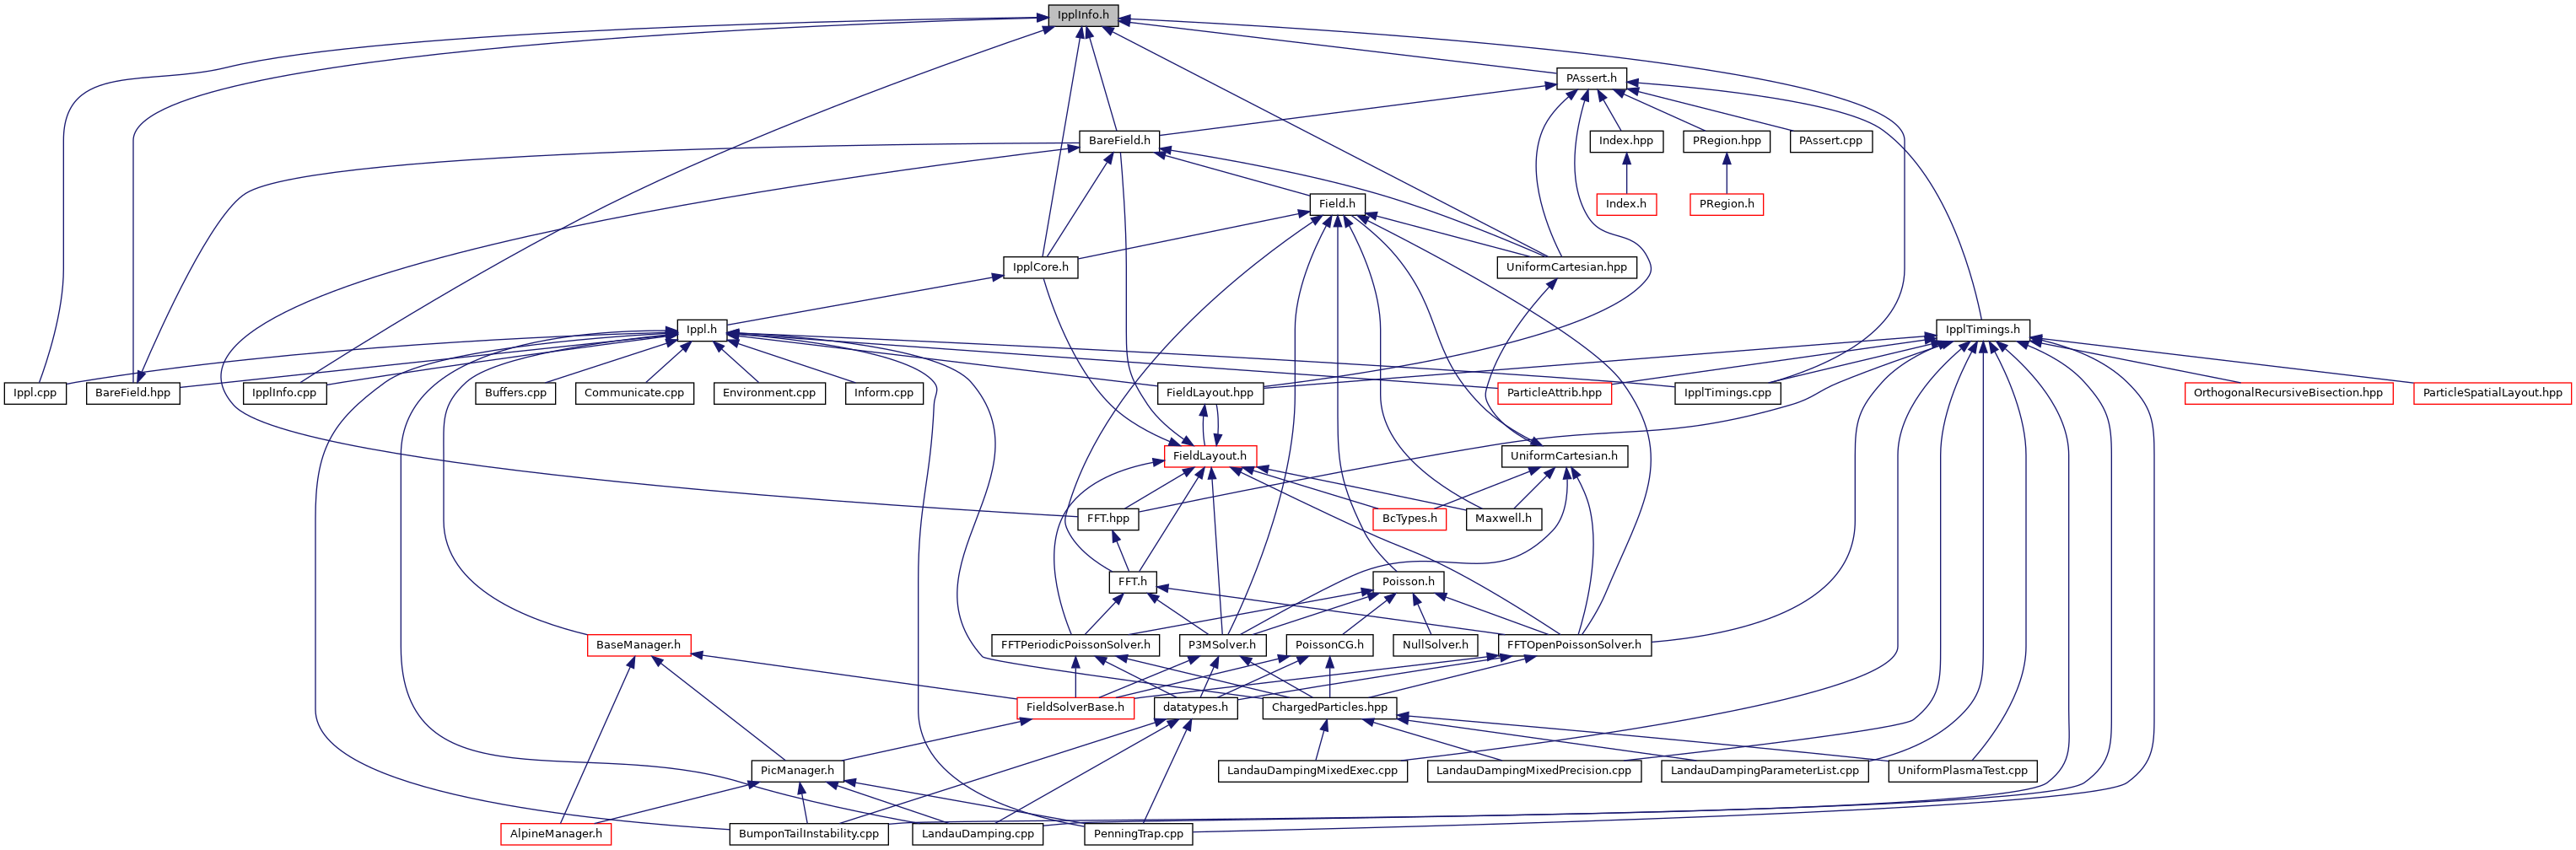 IpplInfo.h
PAssert.h
BareField.h
Index.hpp
PRegion.hpp
PAssert.cpp
Field.h
Index.h
PRegion.h
IpplCore.h
UniformCartesian.hpp
Ippl.h
IpplTimings.h
Ippl.cpp
BareField.hpp
IpplInfo.cpp
Buffers.cpp
Communicate.cpp
Environment.cpp
Inform.cpp
FieldLayout.hpp
ParticleAttrib.hpp
IpplTimings.cpp
OrthogonalRecursiveBisection.hpp
ParticleSpatialLayout.hpp
FieldLayout.h
UniformCartesian.h
FFT.hpp
BcTypes.h
Maxwell.h
FFT.h
Poisson.h
BaseManager.h
FFTPeriodicPoissonSolver.h
P3MSolver.h
PoissonCG.h
NullSolver.h
FFTOpenPoissonSolver.h
FieldSolverBase.h
datatypes.h
ChargedParticles.hpp
PicManager.h
LandauDampingMixedExec.cpp
LandauDampingMixedPrecision.cpp
LandauDampingParameterList.cpp
UniformPlasmaTest.cpp
AlpineManager.h
BumponTailInstability.cpp
LandauDamping.cpp
PenningTrap.cpp